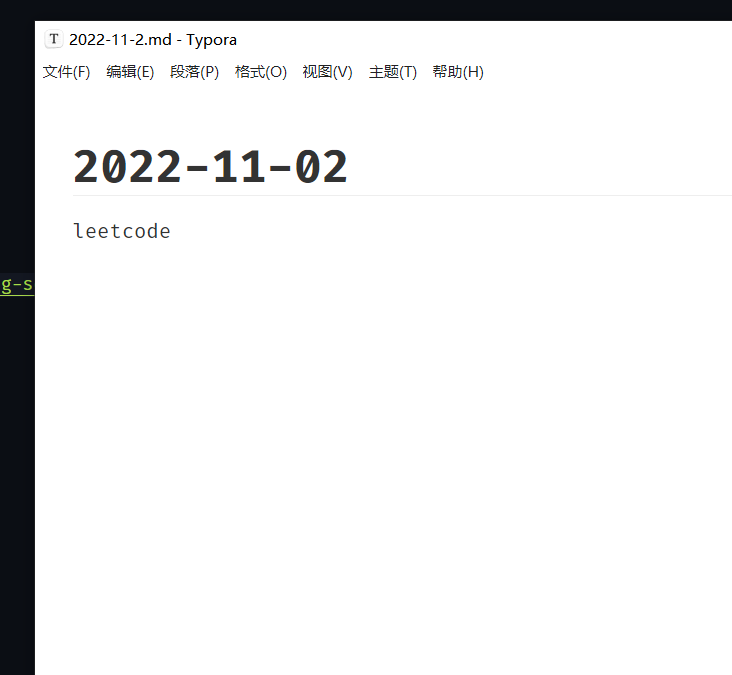 T 2022-11-2.md - Typora
文件(F) 编辑(E) 段落(P) 格式(O) 视图(V) 主题(T) 帮助(H)
2022-11-02
leetcode
g-s